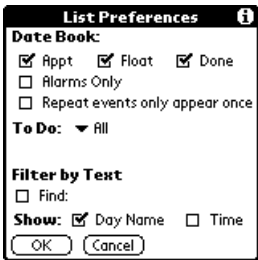 List Preferences i
Date Book:
Appt Float Done
Alarms Only
Repeat events only appear once
To Do: All
Filter by Text
Find:
Show: Day Name Time
OK Cancel